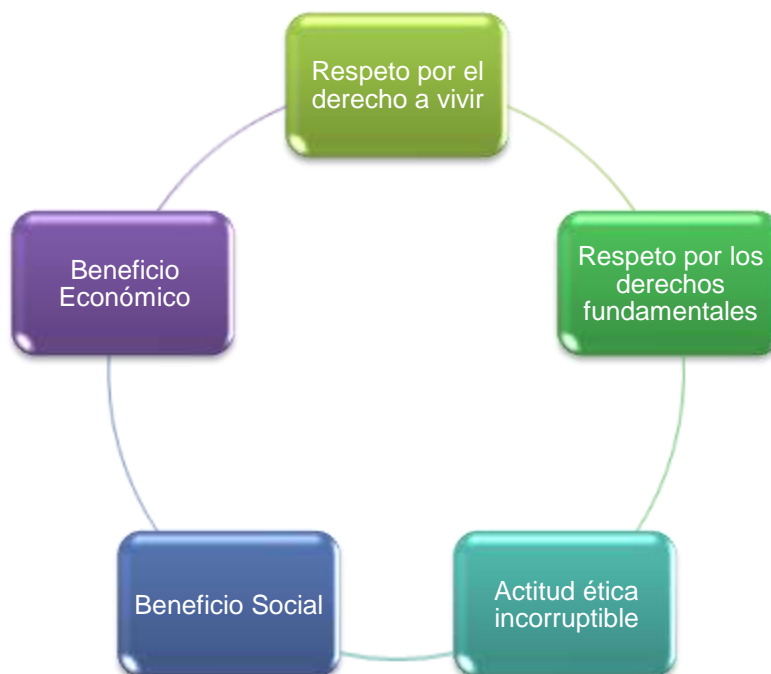 Respeto por el
derecho a vivir
Respeto por los
derechos
fundamentales
Actitud ética
incorruptible
Beneficio Social
Beneficio
Económico